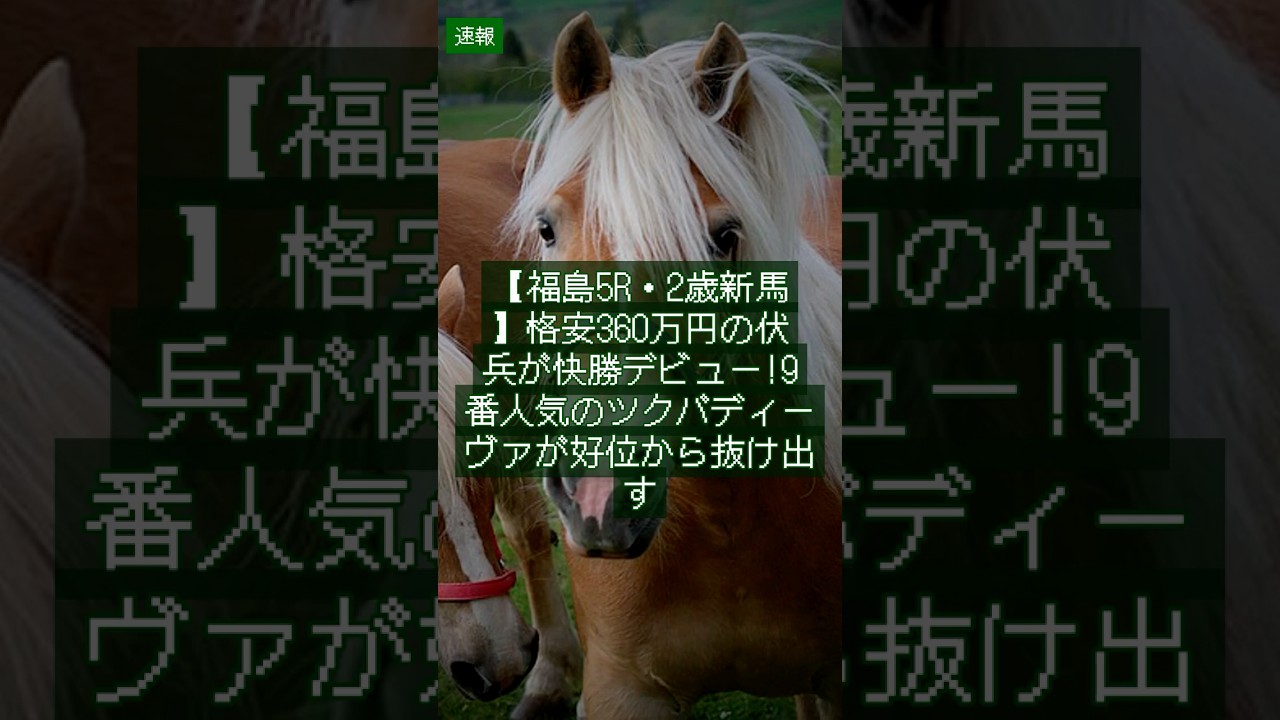 速報
【福島5R・2歳新馬
】格安360万円の伏
兵が快勝デビュー!9
番人気のツクバディー
ヴァが好位から抜け出
す